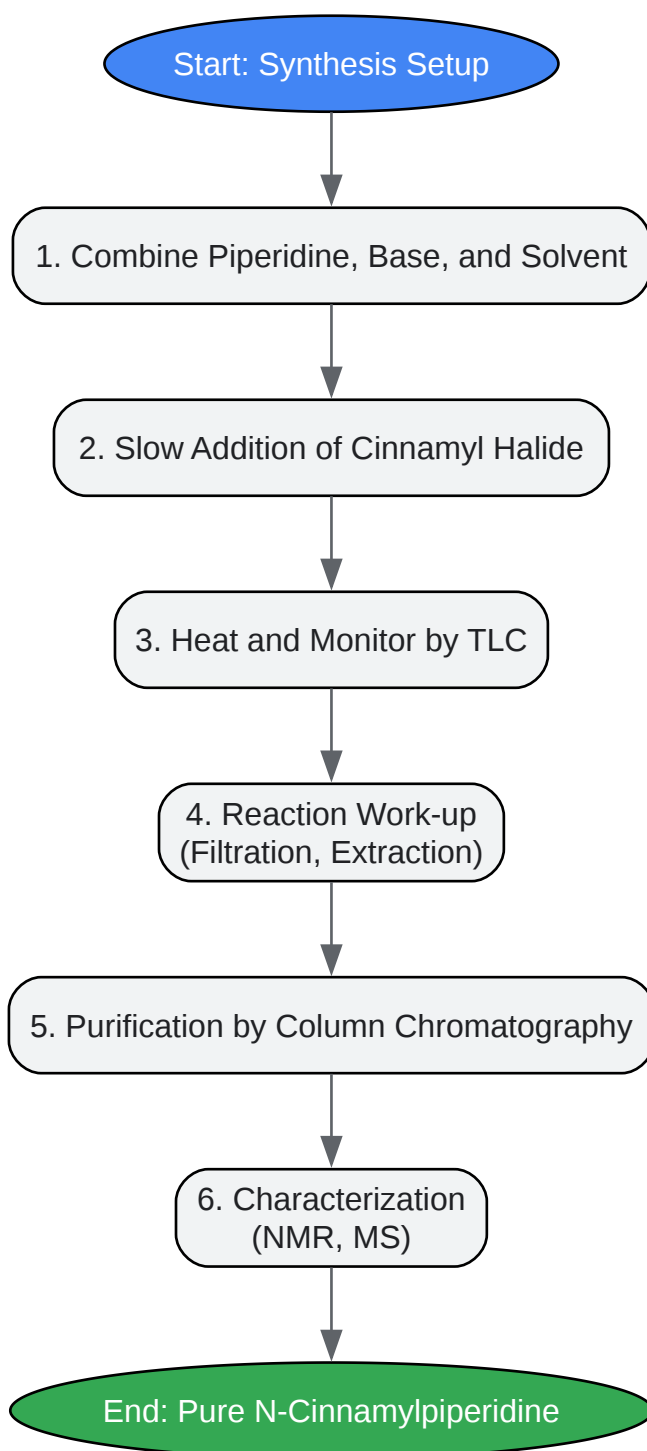 Start: Synthesis Setup
1. Combine Piperidine, Base, and Solvent
2. Slow Addition of Cinnamyl Halide
3. Heat and Monitor by TLC
4. Reaction Work-up
(Filtration, Extraction)
5. Purification by Column Chromatography
6. Characterization
(NMR, MS)
End: Pure N-Cinnamylpiperidine